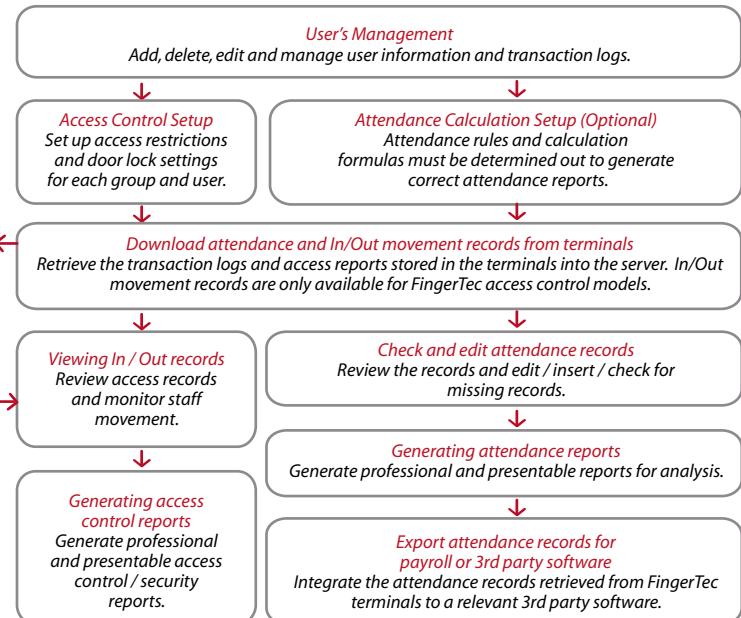 User's Management
Add, delete, edit and manage user information and transaction logs.
Access Control Setup
Set up access restrictions
and door lock settings
for each group and user.
Attendance Calculation Setup (Optional)
Attendance rules and calculation
formulas must be determined out to generate
correct attendance reports.
Download attendance and In/Out movement records from terminals
Retrieve the transaction logs and access reports stored in the terminals into the server. In/Out
movement records are only available for FingerTec access control models.
Viewing In / Out records
Review access records
and monitor staff
movement.
Check and edit attendance records
Review the records and edit / insert / check for
missing records.
Generating attendance reports
Generate professional and presentable reports for analysis.
Generating access
control reports
Generate professional
and presentable access
control / security
reports.
Export attendance records for
payroll or 3rd party software
Integrate the attendance records retrieved from FingerTec
terminals to a relevant 3rd party software.